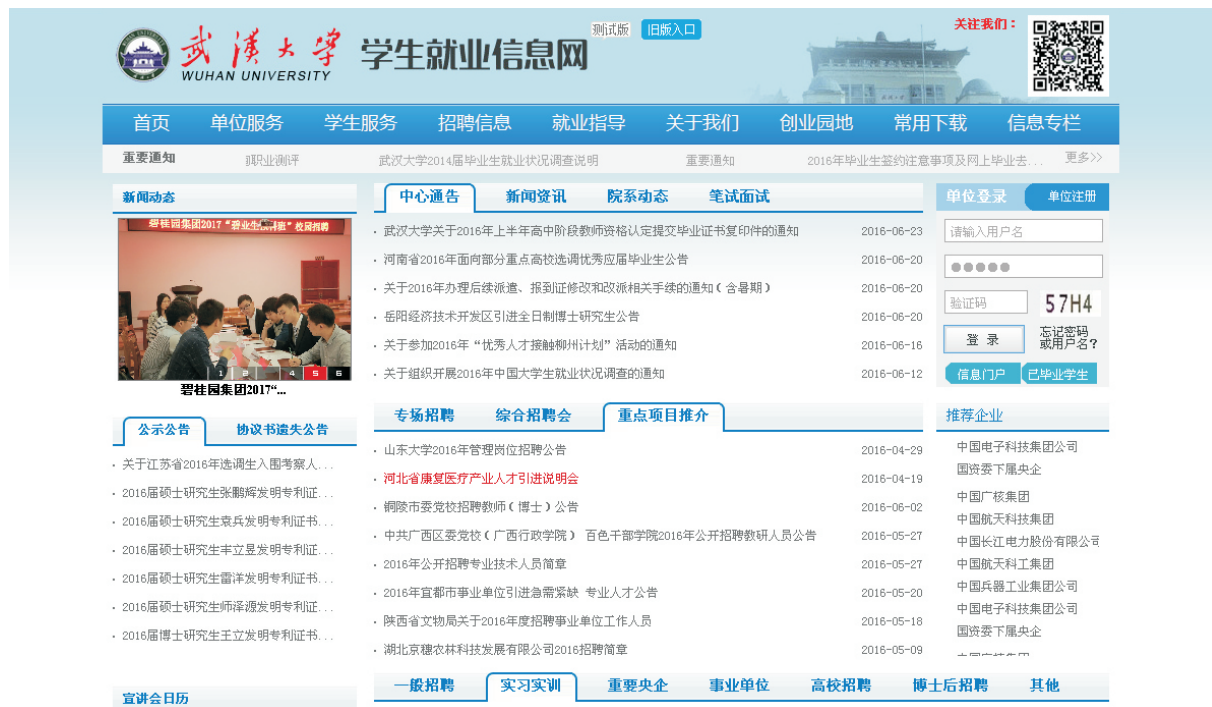 武汉大学
WUHAN UNIVERSITY
学生就业信息网
测试版
旧版入口
关注我们：
首页 单位服务 学生服务 招聘信息 就业指导 关于我们 创业园地 常用下载 信息专栏
重要通知 职业测评 武汉大学2014届毕业生就业状况调查说明 重要通知 2016年毕业生签约注意事项及网上毕业去... 更多>>
新闻动态
碧桂园集团2017“碧业生 班”校园招聘
1 2 4 5 6
碧桂园集团2017“...
公示公告 协议书遗失公告
· 关于江苏省2016年选调生入围考察人...
· 2016届硕士研究生张鹏辉发明专利证...
· 2016届硕士研究生袁兵发明专利证书...
· 2016届硕士研究生丰立昱发明专利证...
· 2016届硕士研究生雷洋发明专利证书...
· 2016届硕士研究生师泽源发明专利证...
· 2016届博士研究生王立发明专利证书...
宣讲会日历
中心通告 新闻资讯 院系动态 笔试面试
· 武汉大学关于2016年上半年高中阶段教师资格认定提交毕业证书复印件的通知 2016-06-23
· 河南省2016年面向部分重点高校选调优秀应届毕业生公告 2016-06-20
· 关于2016年办理后续派遣、报到证修改和改派相关手续的通知（含暑期） 2016-06-20
· 岳阳经济技术开发区引进全日制博士研究生公告 2016-06-20
· 关于参加2016年“优秀人才接触柳州计划”活动的通知 2016-06-16
· 关于组织开展2016年中国大学生就业状况调查的通知 2016-06-12
专场招聘 综合招聘会 重点项目推介
· 山东大学2016年管理岗位招聘公告 2016-04-29
· 河北省康复医疗产业人才引进说明会 2016-04-19
· 铜陵市委党校招聘教师（博士）公告 2016-06-02
· 中共广西区委党校（广西行政学院） 百色干部学院2016年公开招聘教研人员公告 2016-05-27
· 2016年公开招聘专业技术人员简章 2016-05-27
· 2016年宜都市事业单位引进急需紧缺 专业人才公告 2016-05-20
· 陕西省文物局关于2016年度招聘事业单位工作人员 2016-05-18
· 湖北京穗农林科技发展有限公司2016招聘简章 2016-05-09
一般招聘 实习实训 重要央企 事业单位 高校招聘 博士后招聘 其他
单位登录 单位注册
请输入用户名
验证码 57H4
登 录 忘记密码
或用户名?
信息门户 已毕业学生
推荐企业
中国电子科技集团公司
国资委下属央企
中国广核集团
中国航天科技集团
中国长江电力股份有限公司
中国航天科工集团
中国兵器工业集团公司
中国电子科技集团公司
国资委下属央企